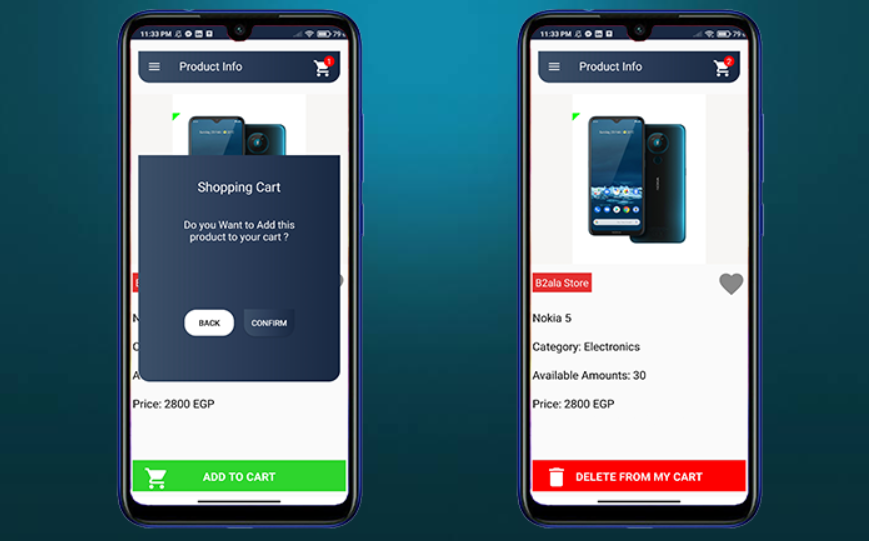 11:33 PM
79
Product Info
1
Shopping Cart
Do you Want to Add this
product to your cart ?
BACK
CONFIRM
Price: 2800 EGP
ADD TO CART
11:33 PM
79
Product Info
2
B2ala Store
Nokia 5
Category: Electronics
Available Amounts: 30
Price: 2800 EGP
DELETE FROM MY CART